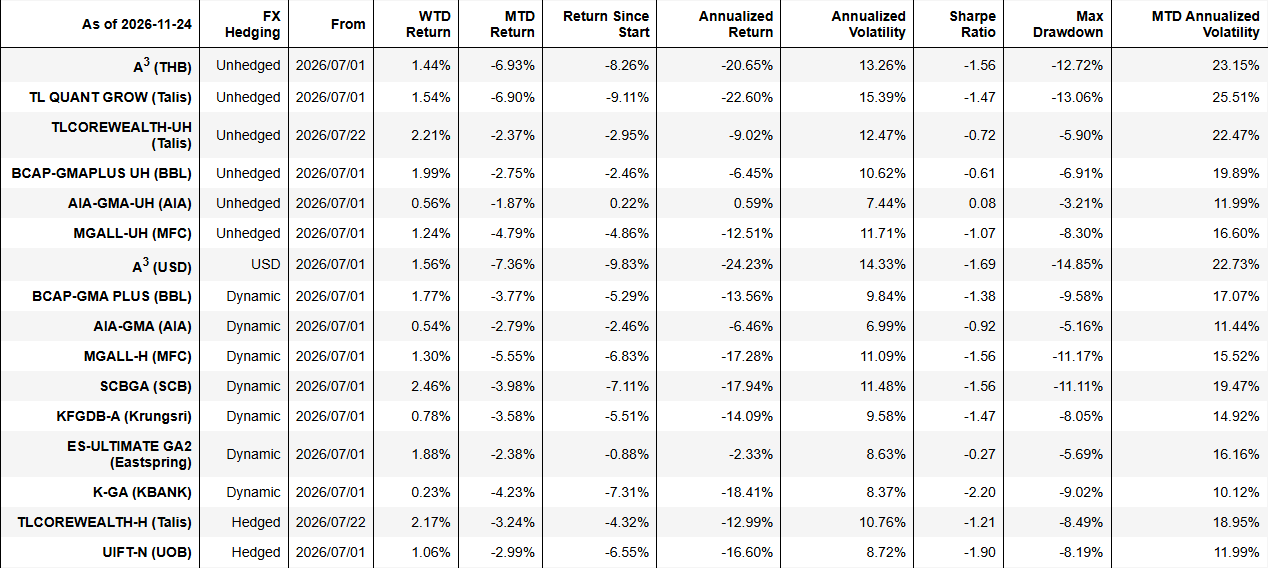 As of 2026-11-24 FX Hedging From WTD Return MTD Return Return Since Start Annualized Return Annualized Volatility Sharpe Ratio Max Drawdown MTD Annualized Volatility
A3 (THB) Unhedged 2026/07/01 1.44% -6.93% -8.26% -20.65% 13.26% -1.56 -12.72% 23.15%
TL QUANT GROW (Talis) Unhedged 2026/07/01 1.54% -6.90% -9.11% -22.60% 15.39% -1.47 -13.06% 25.51%
TLCOREWEALTH-UH (Talis) Unhedged 2026/07/22 2.21% -2.37% -2.95% -9.02% 12.47% -0.72 -5.90% 22.47%
BCAP-GMAPLUS UH (BBL) Unhedged 2026/07/01 1.99% -2.75% -2.46% -6.45% 10.62% -0.61 -6.91% 19.89%
AIA-GMA-UH (AIA) Unhedged 2026/07/01 0.56% -1.87% 0.22% 0.59% 7.44% 0.08 -3.21% 11.99%
MGALL-UH (MFC) Unhedged 2026/07/01 1.24% -4.79% -4.86% -12.51% 11.71% -1.07 -8.30% 16.60%
A3 (USD) USD 2026/07/01 1.56% -7.36% -9.83% -24.23% 14.33% -1.69 -14.85% 22.73%
BCAP-GMA PLUS (BBL) Dynamic 2026/07/01 1.77% -3.77% -5.29% -13.56% 9.84% -1.38 -9.58% 17.07%
AIA-GMA (AIA) Dynamic 2026/07/01 0.54% -2.79% -2.46% -6.46% 6.99% -0.92 -5.16% 11.44%
MGALL-H (MFC) Dynamic 2026/07/01 1.30% -5.55% -6.83% -17.28% 11.09% -1.56 -11.17% 15.52%
SCBGA (SCB) Dynamic 2026/07/01 2.46% -3.98% -7.11% -17.94% 11.48% -1.56 -11.11% 19.47%
KFGDB-A (Krungsri) Dynamic 2026/07/01 0.78% -3.58% -5.51% -14.09% 9.58% -1.47 -8.05% 14.92%
ES-ULTIMATE GA2 (Eastspring) Dynamic 2026/07/01 1.88% -2.38% -0.88% -2.33% 8.63% -0.27 -5.69% 16.16%
K-GA (KBANK) Dynamic 2026/07/01 0.23% -4.23% -7.31% -18.41% 8.37% -2.20 -9.02% 10.12%
TLCOREWEALTH-H (Talis) Hedged 2026/07/22 2.17% -3.24% -4.32% -12.99% 10.76% -1.21 -8.49% 18.95%
UIFT-N (UOB) Hedged 2026/07/01 1.06% -2.99% -6.55% -16.60% 8.72% -1.90 -8.19% 11.99%